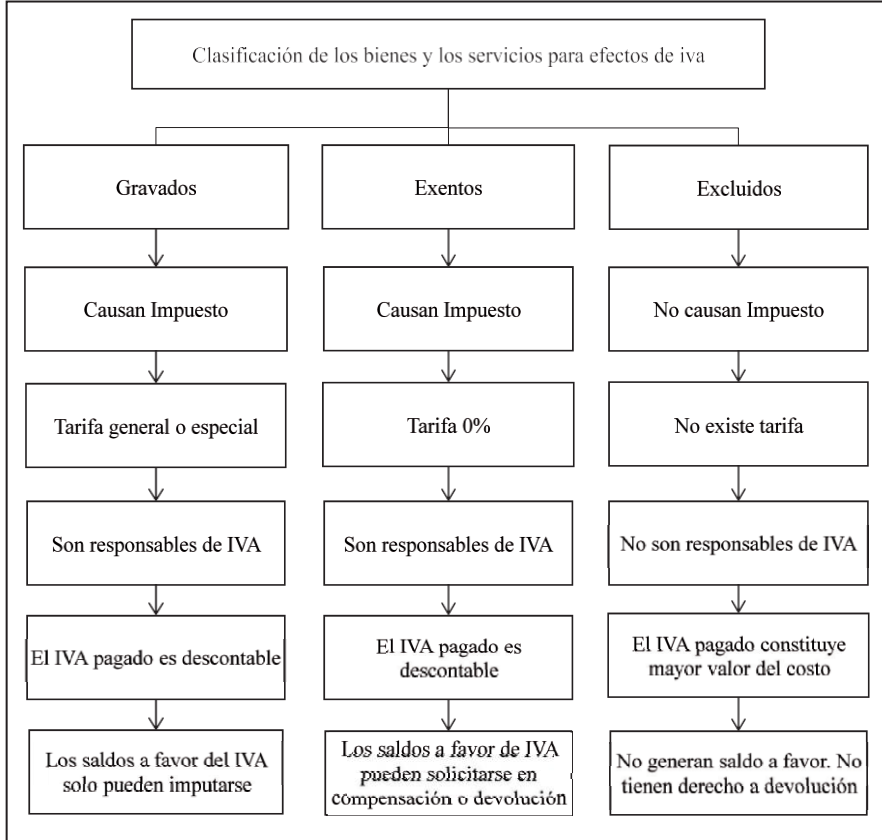 Clasificación de los bienes y los servicios para efectos de iva
Gravados
Exentos
Excluidos
Causan Impuesto
Causan Impuesto
No causan Impuesto
Tarifa general o especial
Tarifa 0%
No existe tarifa
Son responsables de IVA
Son responsables de IVA
No son responsables de IVA
El IVA pagado es descontable
El IVA pagado es
descontable
El IVA pagado constituye
mayor valor del costo
Los saldos a favor del IVA
solo pueden imputarse
Los saldos a favor de IVA
pueden solicitarse en
compensación o devolución
No generan saldo a favor. No
tienen derecho a devolución